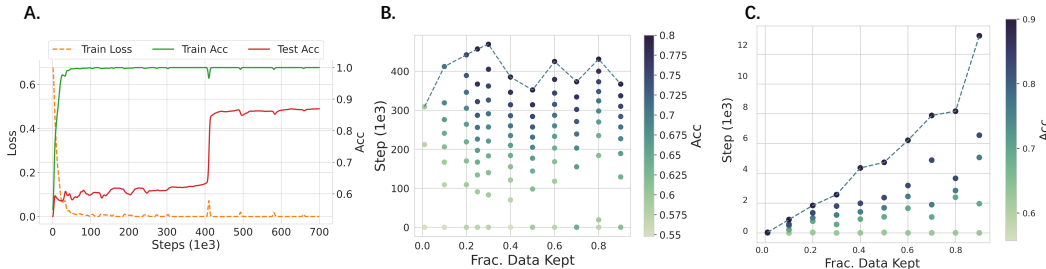 A.
B.
C.
Train Loss
Train Acc
Test Acc
Loss
0.6
0.4
0.2
0.0
1.0
0.9
0.8
0.7
0.6
Acc
0 100 200 300 400 500 600 700
Steps (1e3)
Step (1e3)
400
300
200
100
0
0.0 0.2 0.4 0.6 0.8
Frac. Data Kept
0.8
0.775
0.75
0.725
0.7
0.675
0.65
0.625
0.6
0.575
0.55
Acc
Step (1e3)
12
10
8
6
4
2
0
0.0 0.2 0.4 0.6 0.8
Frac. Data Kept
0.9
0.8
0.7
0.6
Acc